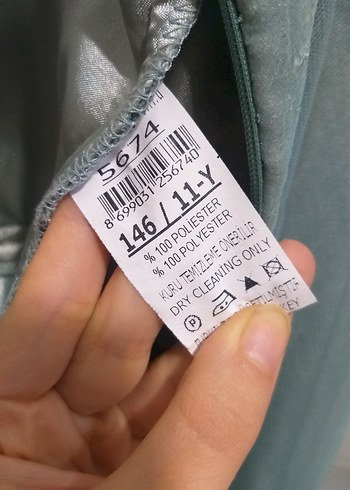 5674
8 699031 256740
146 / 11-Y
% 100 POLIESTER
% 100 POLYESTER
KURU TEMİZLEME ÖNERİLİR
DRY CLEANING ONLY
P